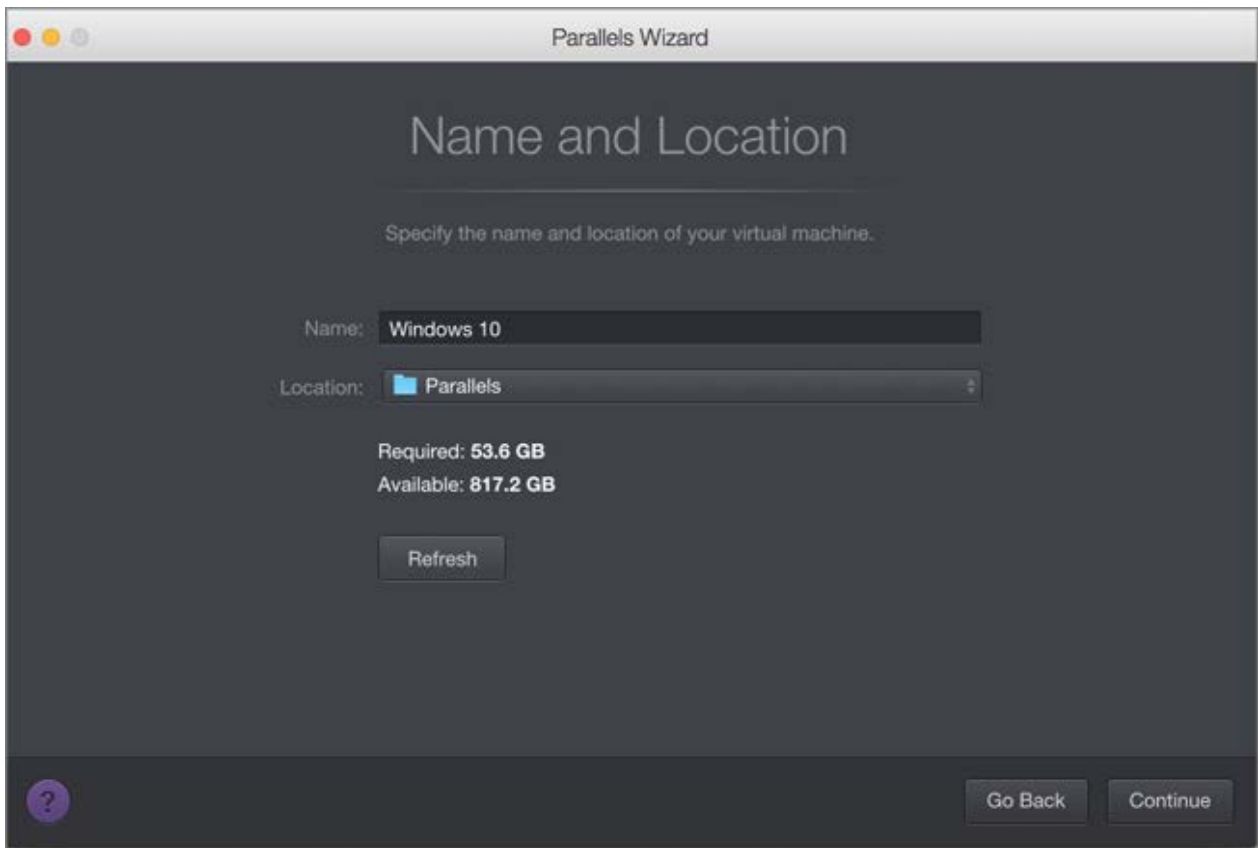 Parallels Wizard
Name and Location
Specify the name and location of your virtual machine.
Name: Windows 10
Location: Parallels
Required: 53.6 GB
Available: 817.2 GB
Refresh
? Go Back Continue